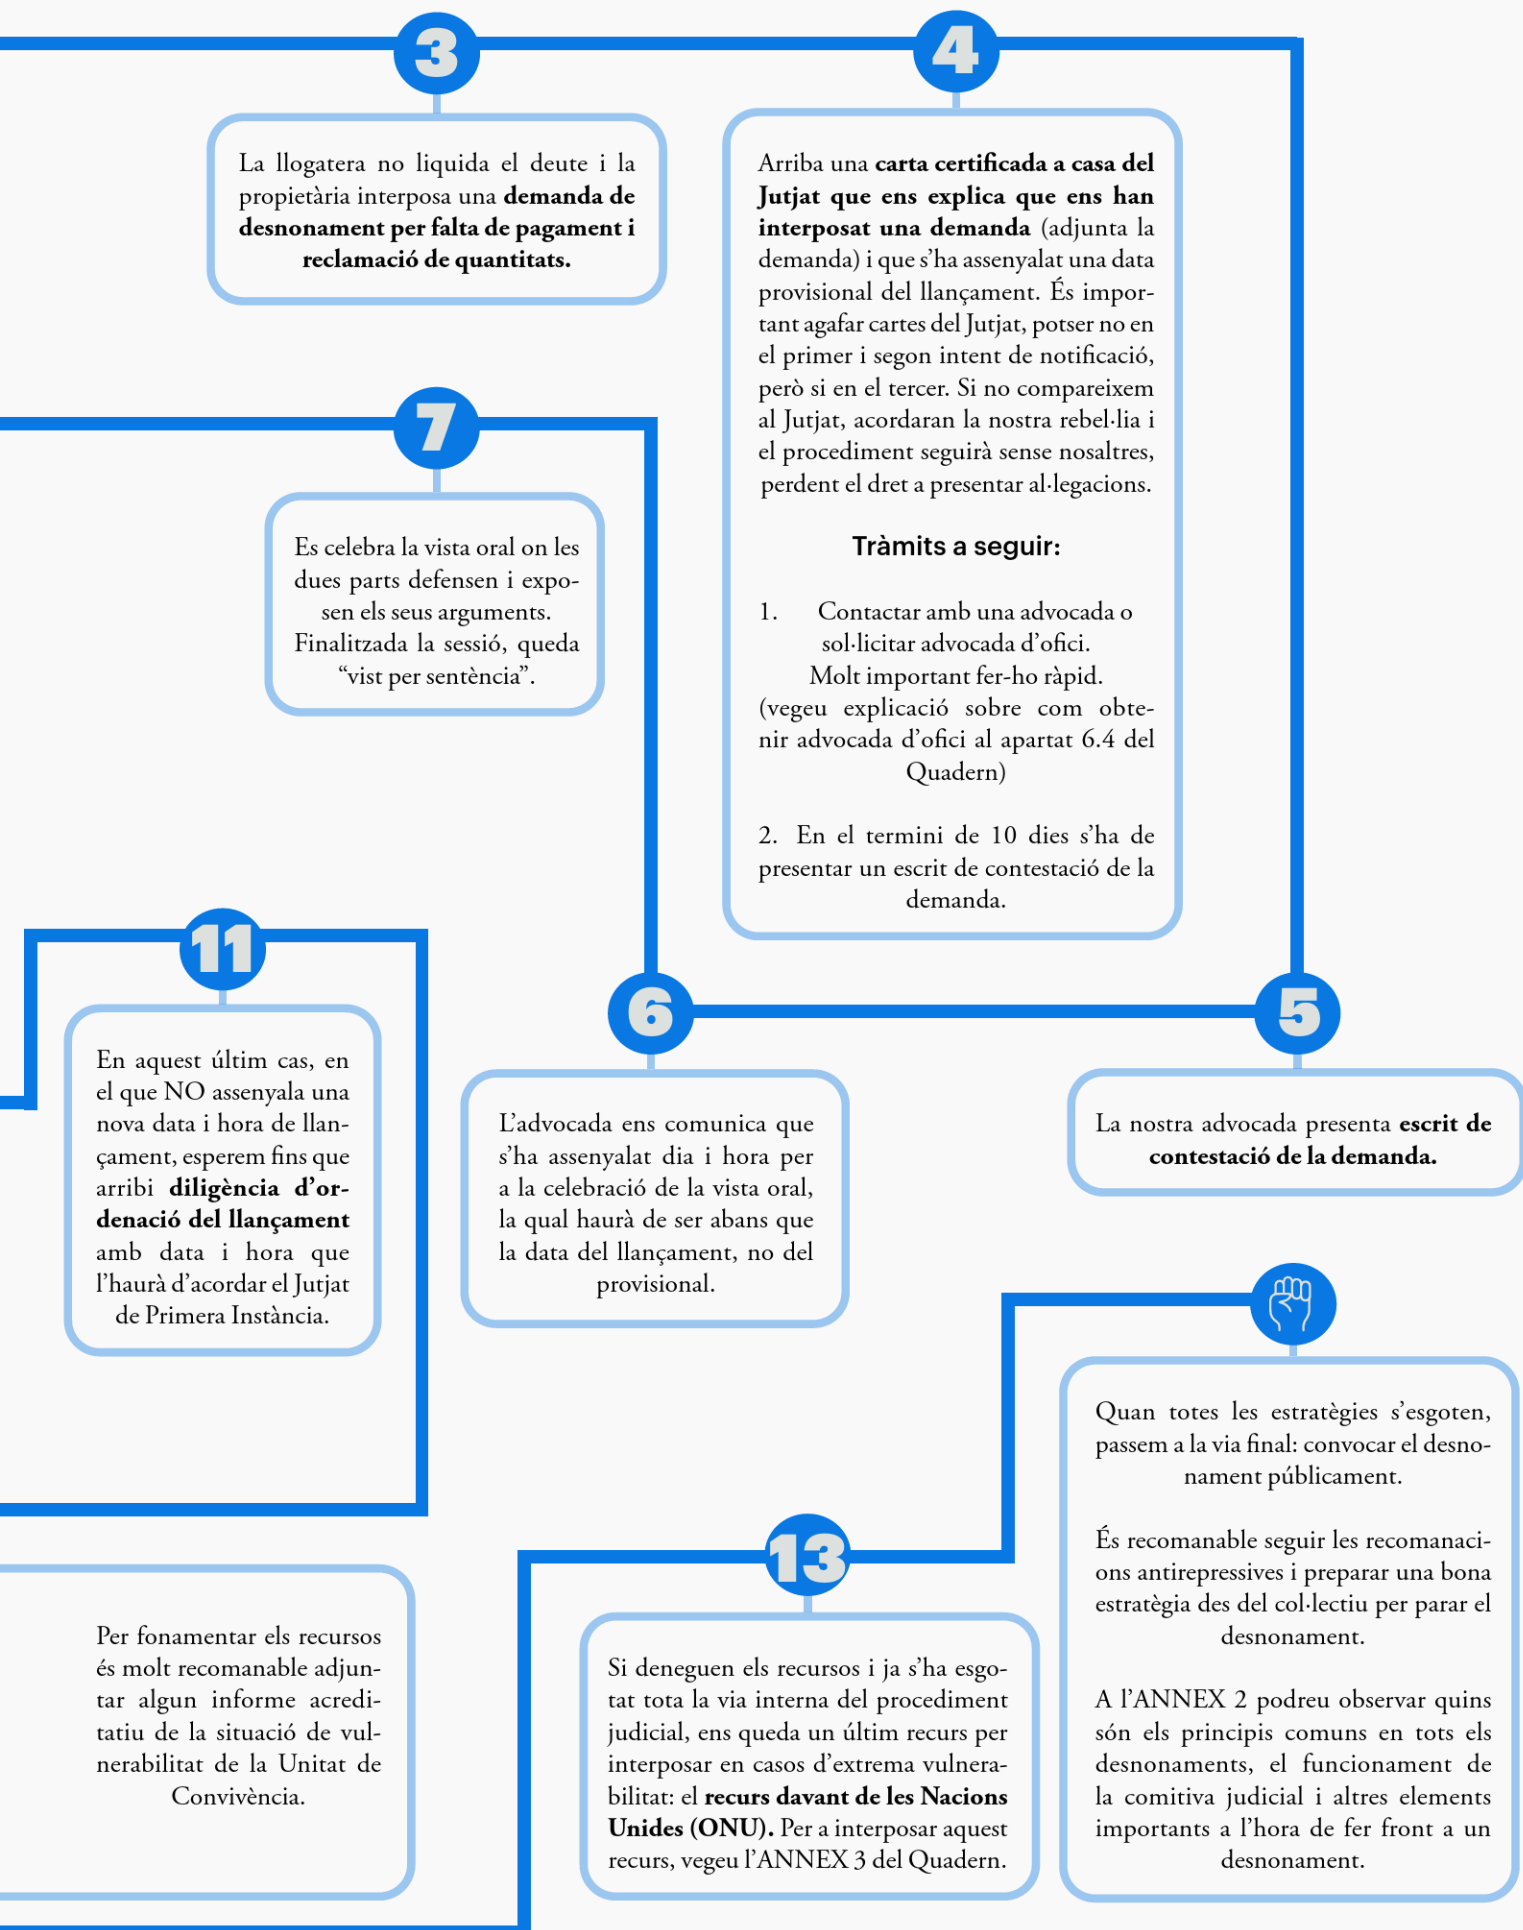 3
La llogatera no liquida el deute i la
propietària interposa una demanda de
desnonament per falta de pagament i
reclamació de quantitats.
4
Arriba una carta certificada a casa del
Jutjat que ens explica que ens han
interposat una demanda (adjunta la
demanda) i que s’ha assenyalat una data
provisional del llançament. És impor-
tant agafar cartes del Jutjat, potser no en
el primer i segon intent de notificació,
però si en el tercer. Si no compareixem
al Jutjat, acordaran la nostra rebel·lia i
el procediment seguirà sense nosaltres,
perdent el dret a presentar al·legacions.
Tràmits a seguir:
1. Contactar amb una advocada o
sol·licitar advocada d’ofici.
Molt important fer-ho ràpid.
(vegeu explicació sobre com obte-
nir advocada d’ofici al apartat 6.4 del
Quadern)
2. En el termini de 10 dies s’ha de
presentar un escrit de contestació de la
demanda.
5
La nostra advocada presenta escrit de
contestació de la demanda.
6
L’advocada ens comunica que
s’ha assenyalat dia i hora per
a la celebració de la vista oral,
la qual haurà de ser abans que
la data del llançament, no del
provisional.
7
Es celebra la vista oral on les
dues parts defensen i expo-
sen els seus arguments.
Finalitzada la sessió, queda
“vist per sentència”.
11
En aquest últim cas, en
el que NO assenyala una
nova data i hora de llan-
çament, esperem fins que
arribi diligència d’or-
denació del llançament
amb data i hora que
l’haurà d’acordar el Jutjat
de Primera Instància.
Per fonamentar els recursos
és molt recomanable adjun-
tar algun informe acredi-
tatiu de la situació de vul-
nerabilitat de la Unitat de
Convivència.
13
Si deneguen els recursos i ja s’ha esgo-
tat tota la via interna del procediment
judicial, ens queda un últim recurs per
interposar en casos d’extrema vulnera-
bilitat: el recurs davant de les Nacions
Unides (ONU). Per a interposar aquest
recurs, vegeu l’ANNEX 3 del Quadern.
Quan totes les estratègies s’esgoten,
passem a la via final: convocar el desno-
nament públicament.
És recomanable seguir les recomanaci-
ons antirepressives i preparar una bona
estratègia des del col·lectiu per parar el
desnonament.
A l’ANNEX 2 podreu observar quins
són els principis comuns en tots els
desnonaments, el funcionament de
la comitiva judicial i altres elements
importants a l’hora de fer front a un
desnonament.